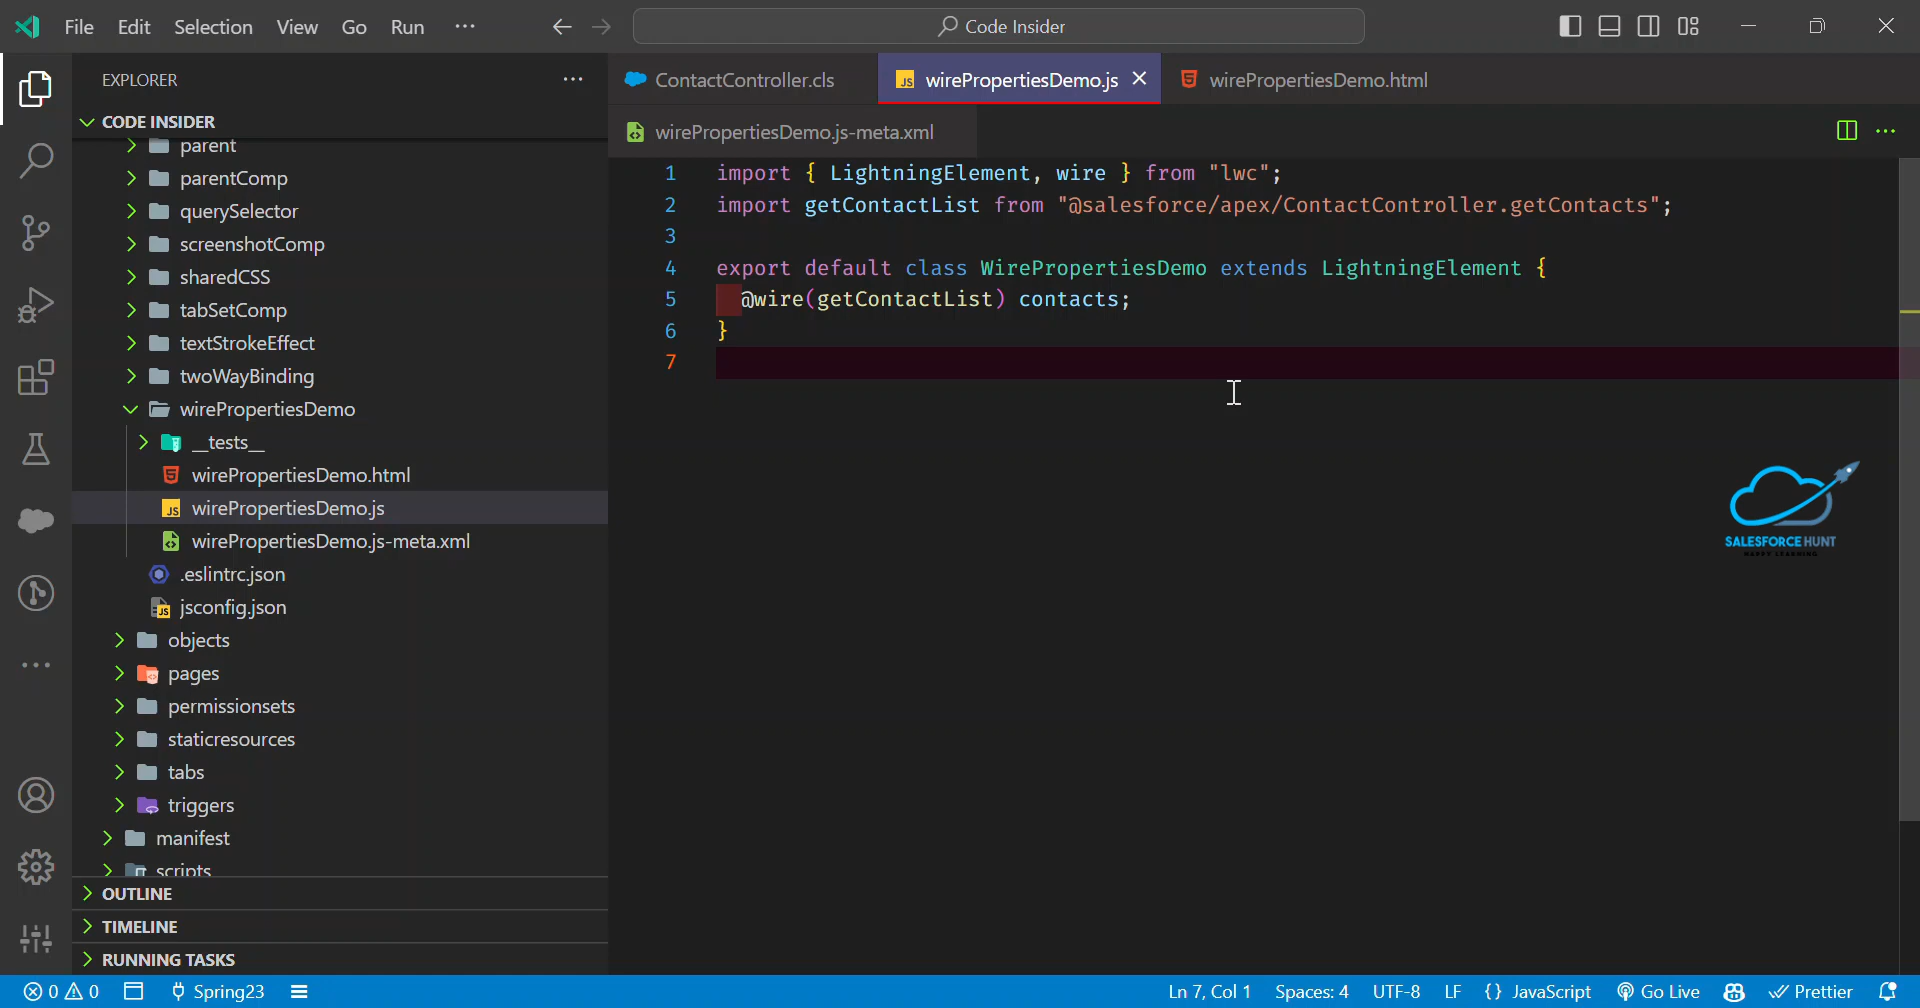 File Edit Selection View Go Run ...
Code Insider
EXPLORER ...
ContactController.cls
wirePropertiesDemo.js
wirePropertiesDemo.html
wirePropertiesDemo.js-meta.xml
CODE INSIDER
parent
parentComp
querySelector
screenshotComp
sharedCSS
tabSetComp
textStrokeEffect
twoWayBinding
wirePropertiesDemo
__tests__
wirePropertiesDemo.html
wirePropertiesDemo.js
wirePropertiesDemo.js-meta.xml
.eslintrc.json
jsconfig.json
objects
pages
permissionsets
staticresources
tabs
triggers
manifest
scripts
OUTLINE
TIMELINE
RUNNING TASKS
1 import { LightningElement, wire } from "lwc";
2 import getContactList from "@salesforce/apex/ContactController.getContacts";
3
4 export default class WirePropertiesDemo extends LightningElement {
5 @wire(getContactList) contacts;
6 }
7
SALESFORCE HUNT
HAPPY LEARNING
0 0 Spring23
Ln 7, Col 1 Spaces: 4 UTF-8 LF {} JavaScript Go Live Prettier